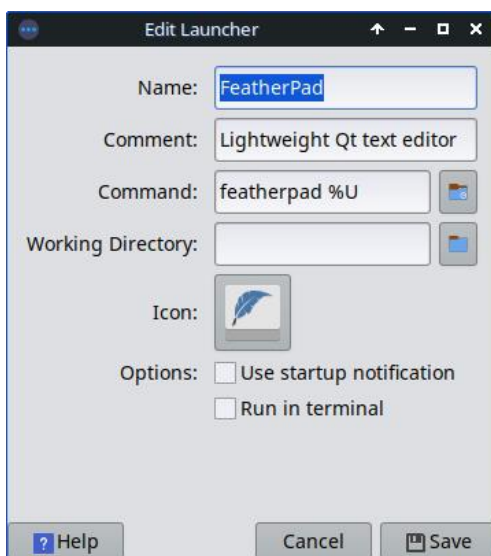 Edit Launcher
Name: FeatherPad
Comment: Lightweight Qt text editor
Command: featherpad %U
Working Directory:
Icon:
Options: Use startup notification
Run in terminal
? Help Cancel Save